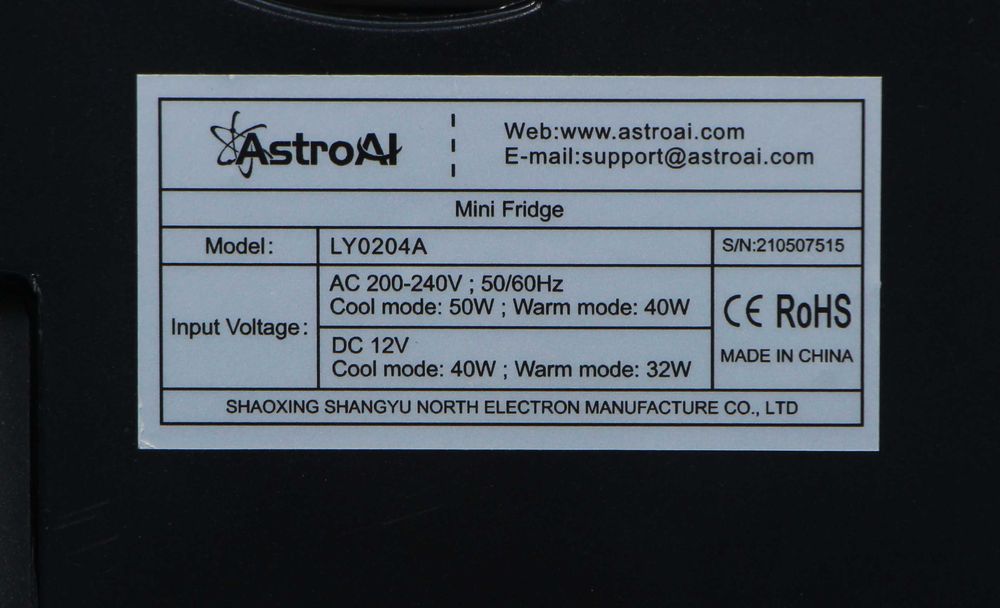 AstroAI
Web:www.astroai.com
E-mail:support@astroai.com
Mini Fridge
Model:
LY0204A
S/N:210507515
Input Voltage:
AC 200-240V ; 50/60Hz
Cool mode: 50W ; Warm mode: 40W
DC 12V
Cool mode: 40W ; Warm mode: 32W
CE RoHS
MADE IN CHINA
SHAOXING SHANGYU NORTH ELECTRON MANUFACTURE CO., LTD